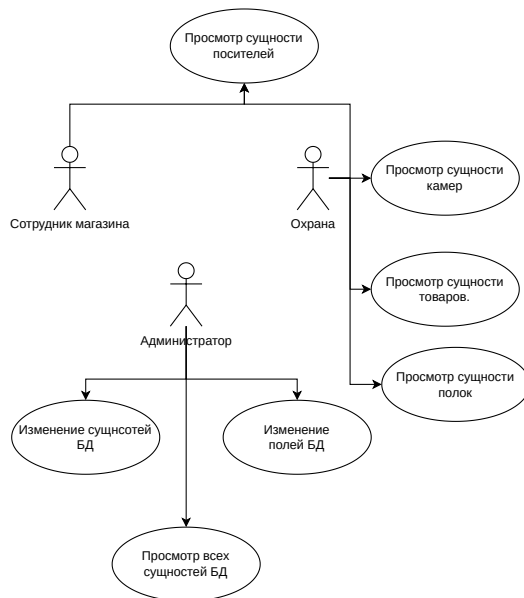 Просмотр сущности
посителей
Сотрудник магазина
Охрана
Просмотр сущности
камер
Просмотр сущности
товаров.
Администратор
Просмотр сущности
полок
Изменение сущнсотей
БД
Изменение
полей БД
Просмотр всех
сущностей БД